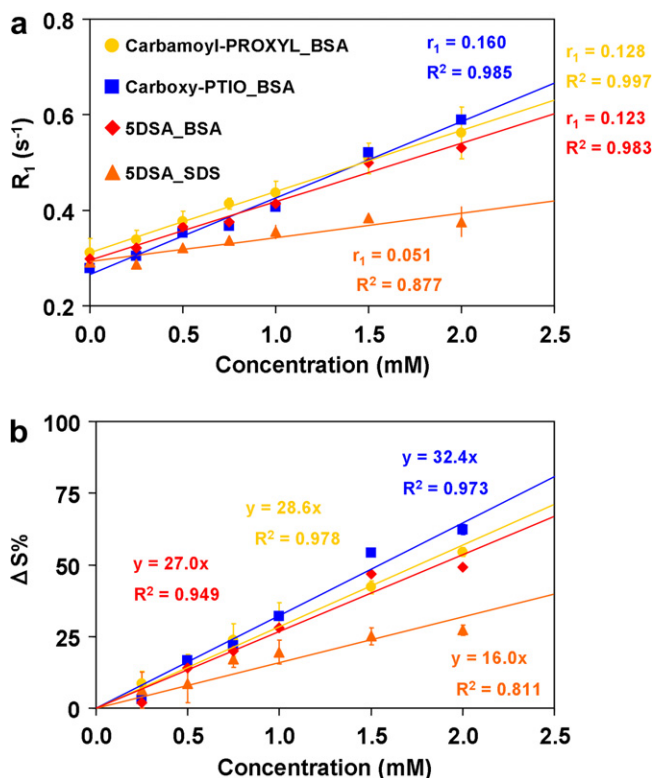 a
Carbamoyl-PROXYL_BSA
Carboxy-PTIO_BSA
5DSA_BSA
5DSA_SDS
r₁ = 0.160
R² = 0.985
r₁ = 0.128
R² = 0.997
r₁ = 0.123
R² = 0.983
r₁ = 0.051
R² = 0.877
R₁ (s⁻¹)
0.8
0.6
0.4
0.2
0.0 0.5 1.0 1.5 2.0 2.5
Concentration (mM)
b
y = 32.4x
R² = 0.973
y = 28.6x
R² = 0.978
y = 27.0x
R² = 0.949
y = 16.0x
R² = 0.811
Δ S%
100
75
50
25
0
0.0 0.5 1.0 1.5 2.0 2.5
Concentration (mM)